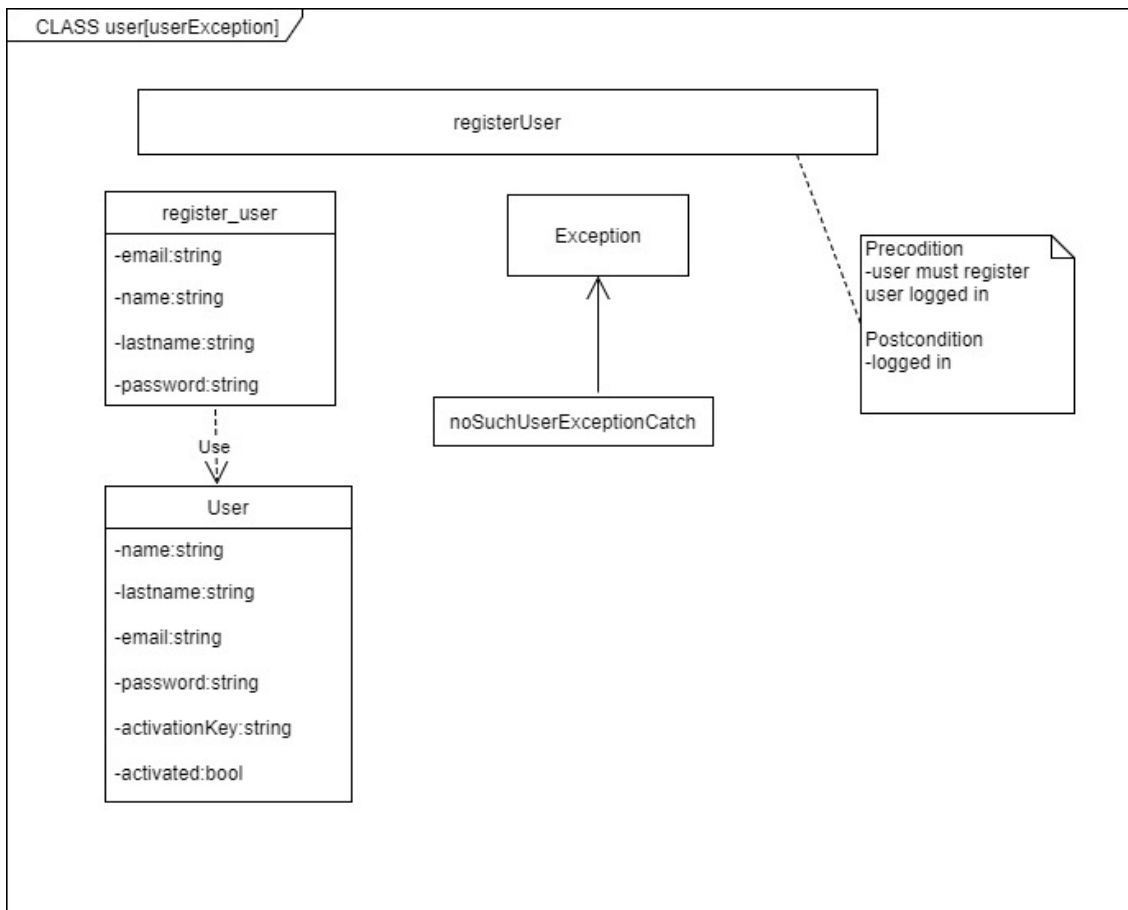 CLASS user[userException]
registerUser
register_user
-email:string
-name:string
-lastname:string
-password:string
Use
User
-name:string
-lastname:string
-email:string
-password:string
-activationKey:string
-activated:bool
Exception
noSuchUserExceptionCatch
Precodition
-user must register
user logged in
Postcondition
-logged in